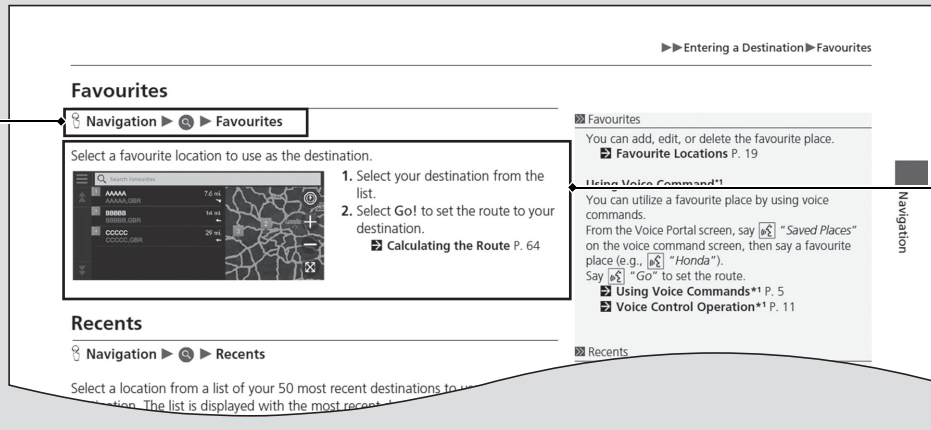 ▶▶Entering a Destination▶Favourites
Favourites
Navigation ▶ ▶ Favourites
Select a favourite location to use as the destination.
Search Favourites
1 AAAAA 7.6 mi
AAAAA,GBR
2 BBBBB 14 mi
BBBBB,GBR
3 CCCCC 29 mi
CCCCC,GBR
1. Select your destination from the
list.
2. Select Go! to set the route to your
destination.
Calculating the Route P. 64
Recents
Navigation ▶ ▶ Recents
Select a location from a list of your 50 most recent destinations to
The list is displayed with the most recent
Favourites
You can add, edit, or delete the favourite place.
Favourite Locations P. 19
Using Voice Command*1
You can utilize a favourite place by using voice
commands.
From the Voice Portal screen, say “Saved Places”
on the voice command screen, then say a favourite
place (e.g., “Honda”).
Say “Go” to set the route.
Using Voice Commands*1 P. 5
Voice Control Operation*1 P. 11
Recents
Navigation